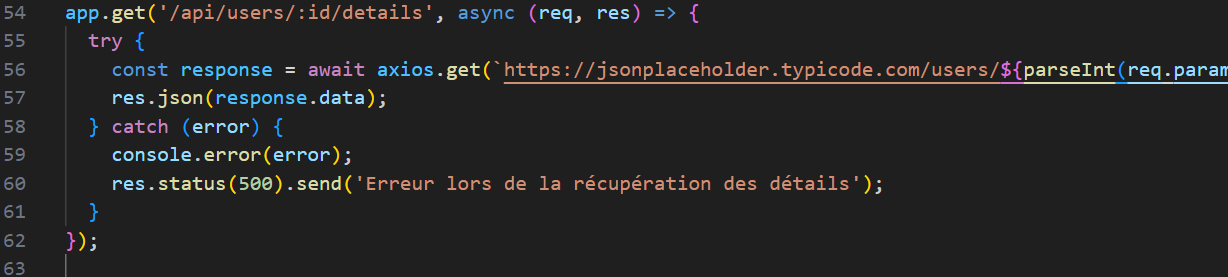 54 app.get('/api/users/:id/details', async (req, res) => {
55 try {
56 const response = await axios.get(`https://jsonplaceholder.typicode.com/users/${parseInt(req.param
57 res.json(response.data);
58 } catch (error) {
59 console.error(error);
60 res.status(500).send('Erreur lors de la récupération des détails');
61 }
62 });
63